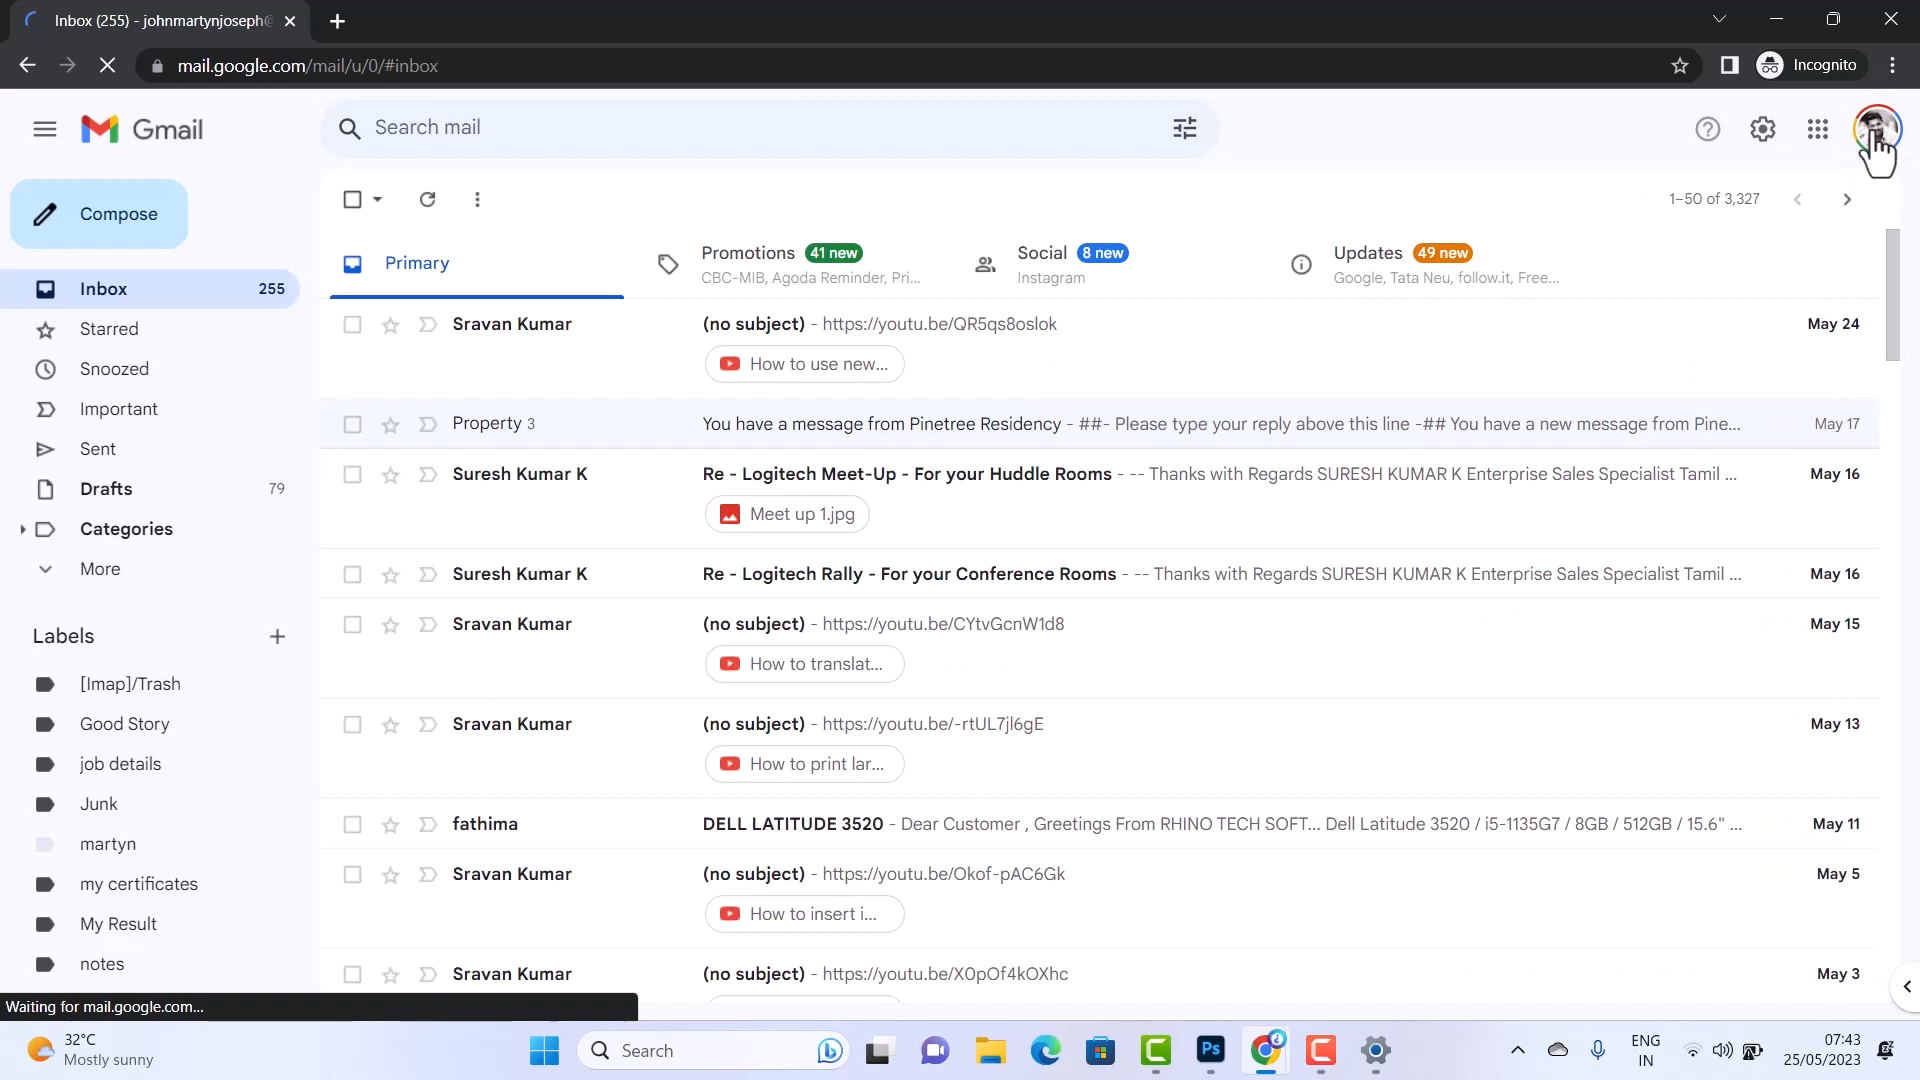 Inbox (255) - johnmartynjoseph@
mail.google.com/mail/u/0/#inbox
Incognito
Gmail
Search mail
Compose
1–50 of 3,327
Primary
Promotions 41 new
CBC-MIB, Agoda Reminder, Pri...
Social 8 new
Instagram
Updates 49 new
Google, Tata Neu, follow.it, Free...
Inbox 255
Starred
Snoozed
Important
Sent
Drafts 79
Categories
More
Labels
[Imap]/Trash
Good Story
job details
Junk
martyn
my certificates
My Result
notes
Sravan Kumar (no subject) - https://youtu.be/QR5qs8oslok May 24
How to use new...
Property 3 You have a message from Pinetree Residency - ##- Please type your reply above this line -## You have a new message from Pine... May 17
Suresh Kumar K Re - Logitech Meet-Up - For your Huddle Rooms - -- Thanks with Regards SURESH KUMAR K Enterprise Sales Specialist Tamil ... May 16
Meet up 1.jpg
Suresh Kumar K Re - Logitech Rally - For your Conference Rooms - -- Thanks with Regards SURESH KUMAR K Enterprise Sales Specialist Tamil ... May 16
Sravan Kumar (no subject) - https://youtu.be/CYtvGcnW1d8 May 15
How to translat...
Sravan Kumar (no subject) - https://youtu.be/-rtUL7jl6gE May 13
How to print lar...
fathima DELL LATITUDE 3520 - Dear Customer , Greetings From RHINO TECH SOFT... Dell Latitude 3520 / i5-1135G7 / 8GB / 512GB / 15.6" ... May 11
Sravan Kumar (no subject) - https://youtu.be/Okof-pAC6Gk May 5
How to insert i...
Sravan Kumar (no subject) - https://youtu.be/X0pOf4kOXhc May 3
Waiting for mail.google.com...
32°C
Mostly sunny
Search
Ps
ENG
IN
07:43
25/05/2023